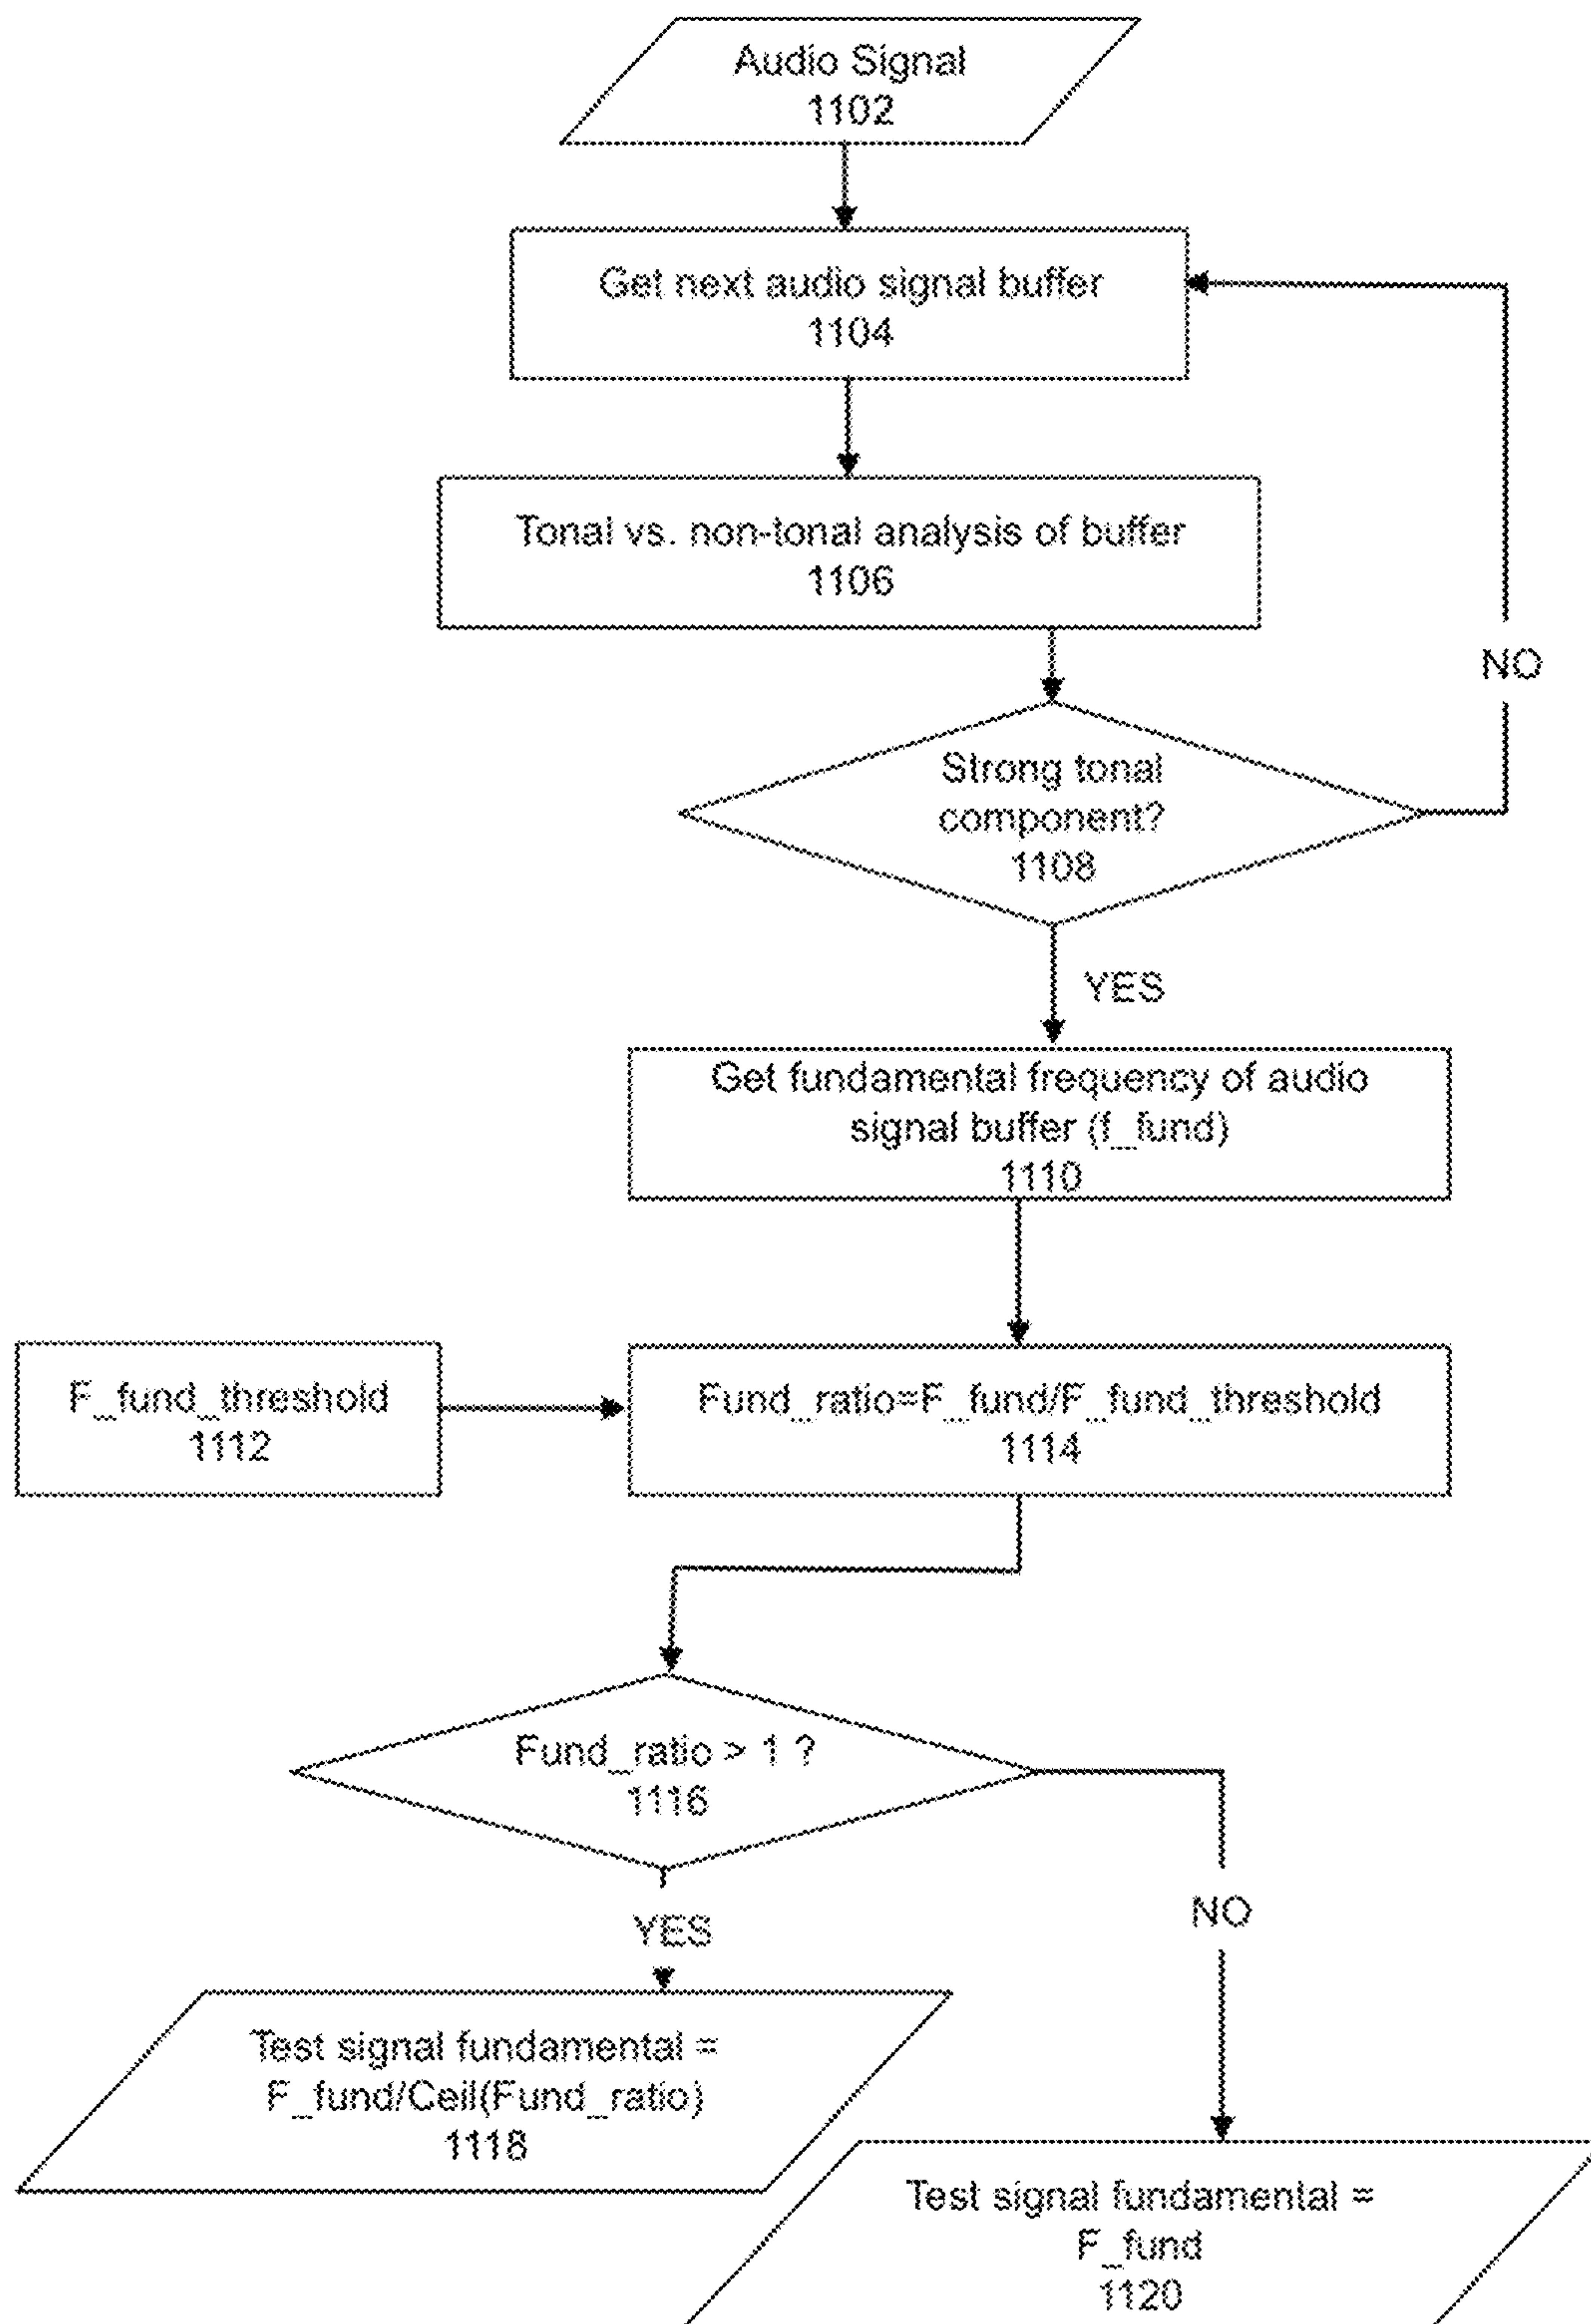 Audio Signal
1102
Get next audio signal buffer
1104
Tonal vs. non-tonal analysis of buffer
1106
NO
Strong tonal
component?
1108
YES
Get fundamental frequency of audio
signal buffer (f_fund)
1110
F_fund_threshold
1112
Fund_ratio=F_fund/F_fund_threshold
1114
Fund_ratio > 1 ?
1116
YES
NO
Test signal fundamental =
F_fund/Ceil(Fund_ratio)
1118
Test signal fundamental =
F_fund
1120